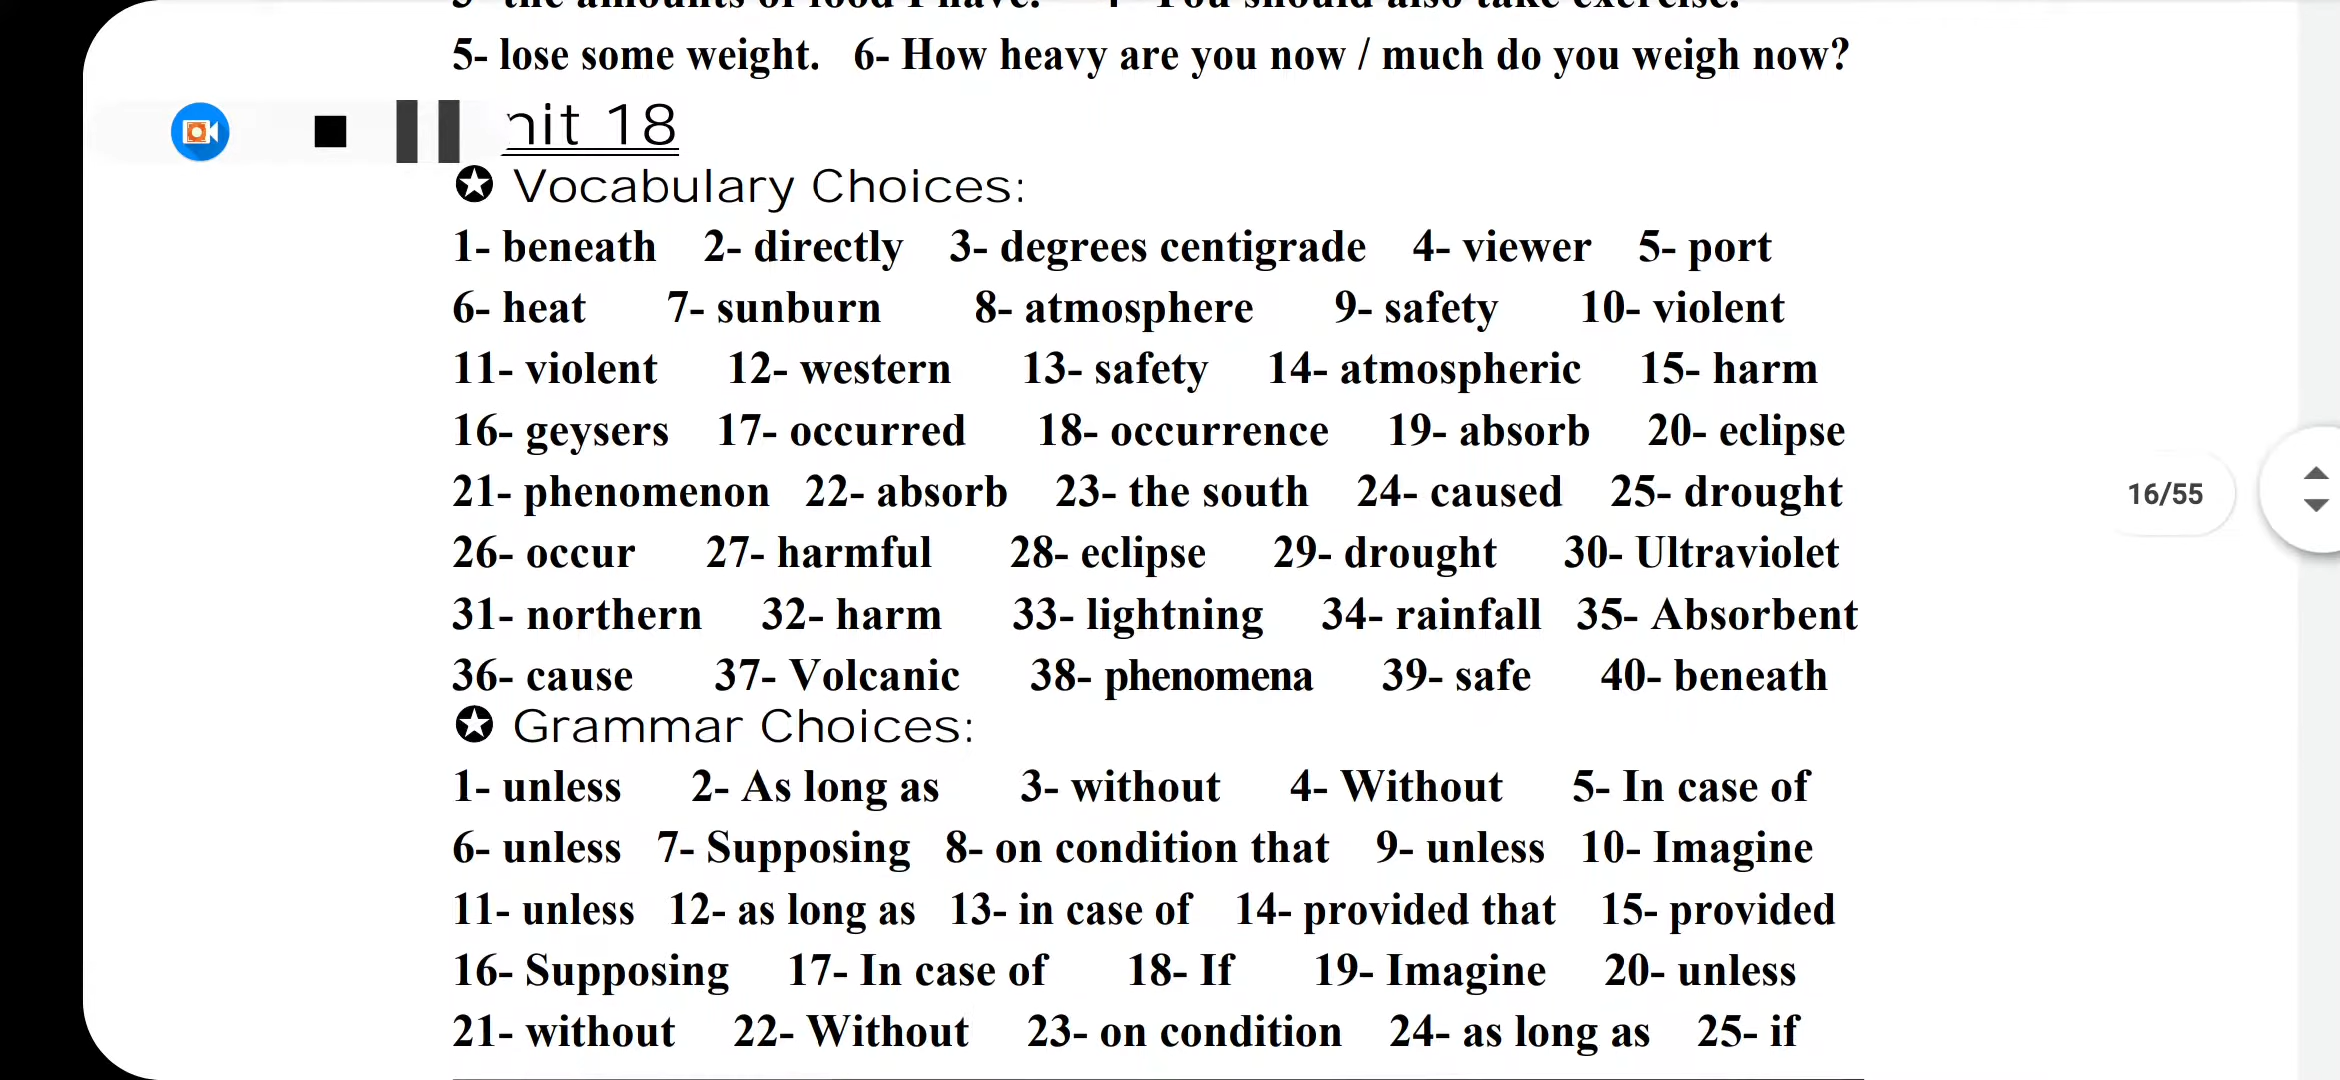 5- lose some weight. 6- How heavy are you now / much do you weigh now?
nit 18
Vocabulary Choices:
1- beneath 2- directly 3- degrees centigrade 4- viewer 5- port
6- heat 7- sunburn 8- atmosphere 9- safety 10- violent
11- violent 12- western 13- safety 14- atmospheric 15- harm
16- geysers 17- occurred 18- occurrence 19- absorb 20- eclipse
21- phenomenon 22- absorb 23- the south 24- caused 25- drought
26- occur 27- harmful 28- eclipse 29- drought 30- Ultraviolet
31- northern 32- harm 33- lightning 34- rainfall 35- Absorbent
36- cause 37- Volcanic 38- phenomena 39- safe 40- beneath
Grammar Choices:
1- unless 2- As long as 3- without 4- Without 5- In case of
6- unless 7- Supposing 8- on condition that 9- unless 10- Imagine
11- unless 12- as long as 13- in case of 14- provided that 15- provided
16- Supposing 17- In case of 18- If 19- Imagine 20- unless
21- without 22- Without 23- on condition 24- as long as 25- if
16/55